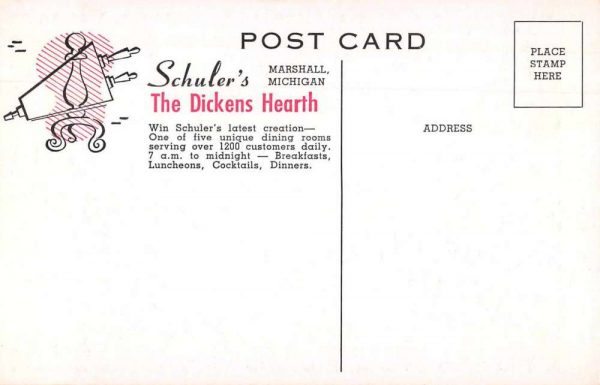 POST CARD
Schuler's
MARSHALL,
MICHIGAN
The Dickens Hearth
Win Schuler's latest creation—
One of five unique dining rooms
serving over 1200 customers daily.
7 a.m. to midnight — Breakfasts,
Luncheons, Cocktails, Dinners.
PLACE
STAMP
HERE
ADDRESS